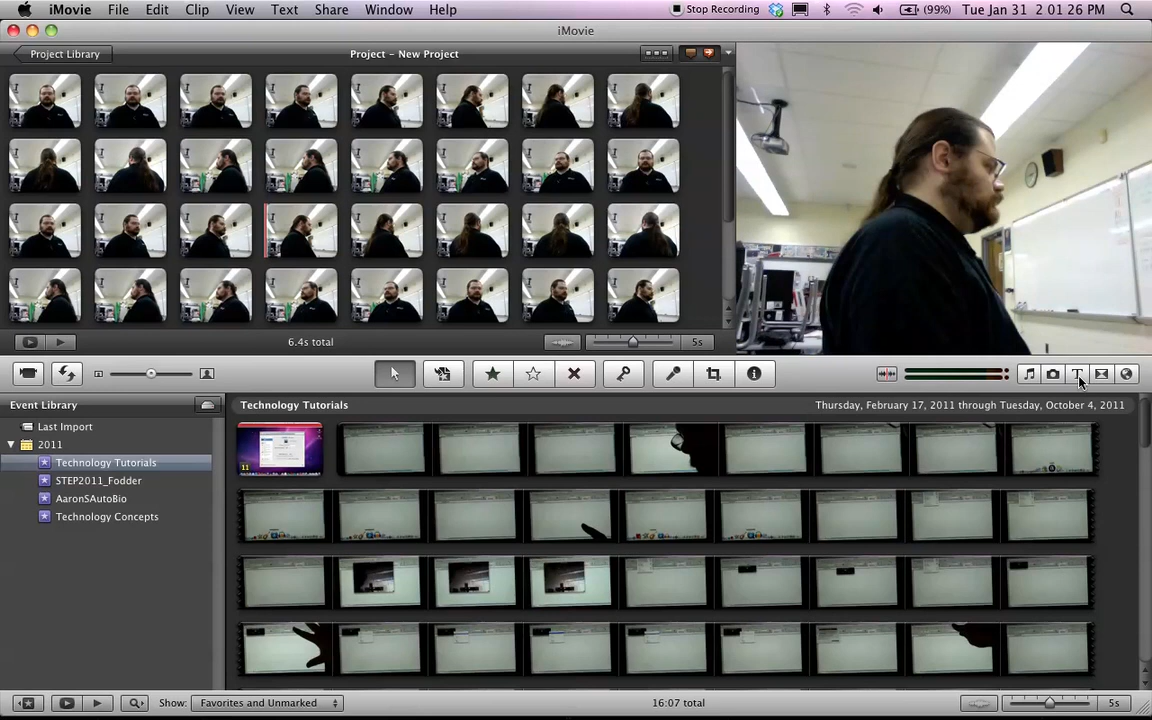 iMovie File Edit Clip View Text Share Window Help Stop Recording (99%) Tue Jan 31 2 01 26 PM
iMovie
Project Library Project – New Project
6.4s total 5s
Event Library Technology Tutorials Thursday, February 17, 2011 through Tuesday, October 4, 2011
Last Import
2011
Technology Tutorials
STEP2011_Fodder
AaronSAutoBio
Technology Concepts
11
Show: Favorites and Unmarked 16:07 total 5s